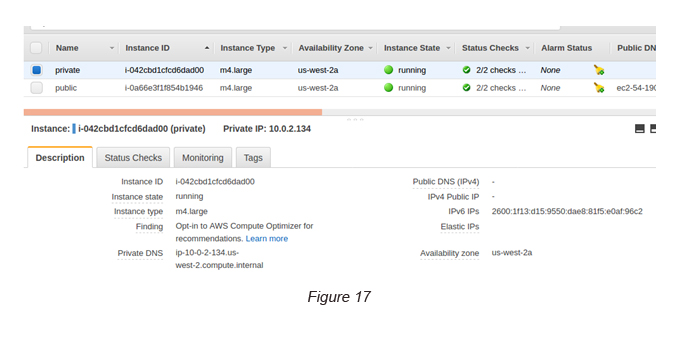 Name Instance ID Instance Type Availability Zone Instance State Status Checks Alarm Status Public DN
private i-042cbd1cfcd6dad00 m4.large us-west-2a running 2/2 checks ... None
public i-0a66e3f1f854b1946 m4.large us-west-2a running 2/2 checks ... None ec2-54-190
Instance: i-042cbd1cfcd6dad00 (private) Private IP: 10.0.2.134
Description Status Checks Monitoring Tags
Instance ID i-042cbd1cfcd6dad00 Public DNS (IPv4) -
Instance state running IPv4 Public IP -
Instance type m4.large IPv6 IPs 2600:1f13:d15:9550:dae8:81f5:e0af:96c2
Finding Opt-in to AWS Compute Optimizer for Elastic IPs
recommendations. Learn more
Private DNS ip-10-0-2-134.us- Availability zone us-west-2a
west-2.compute.internal
Figure 17